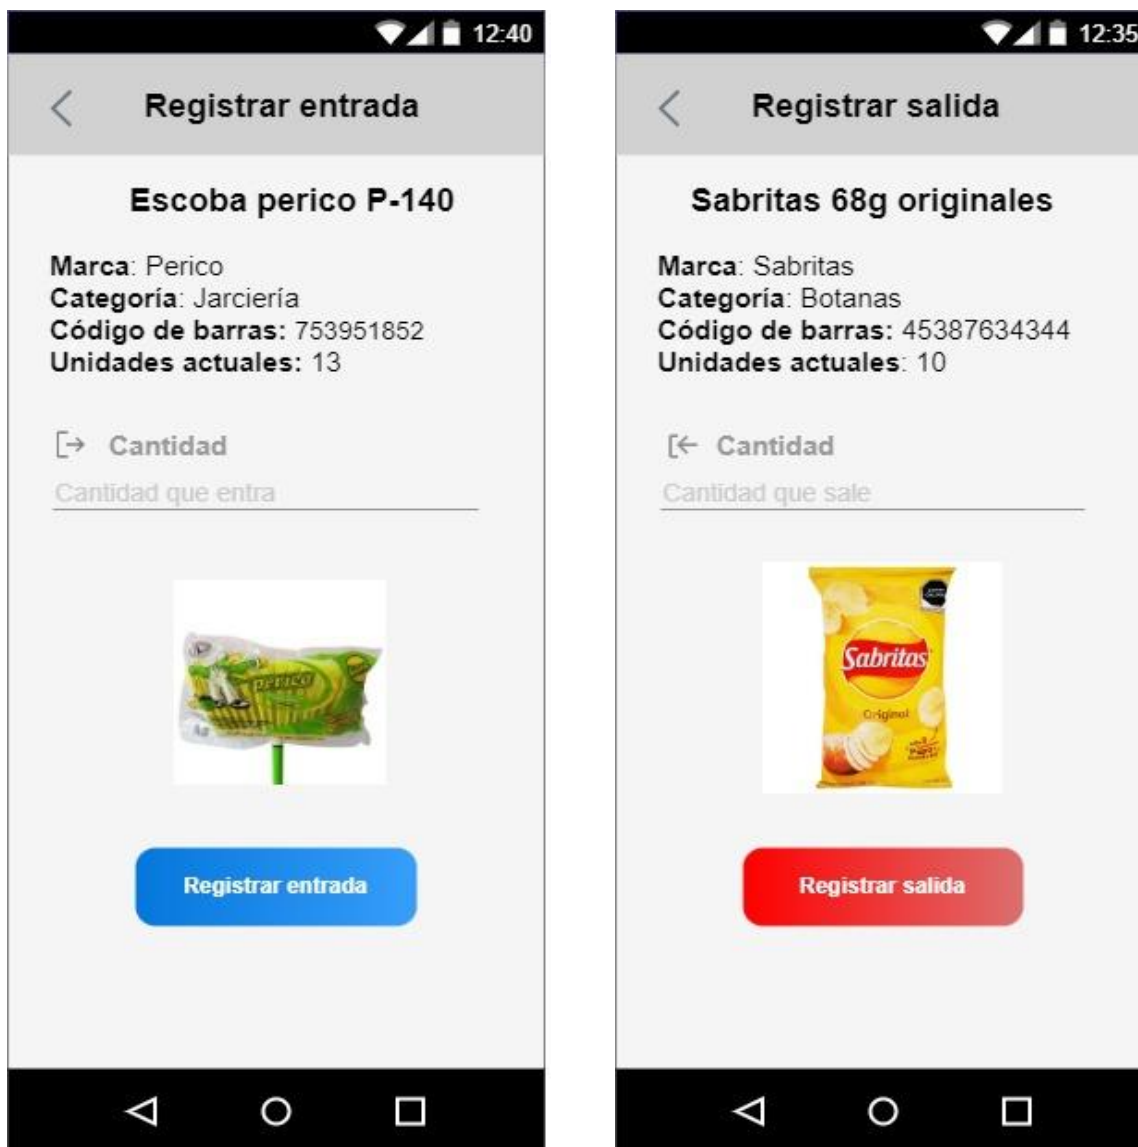 12:40
Registrar entrada
Escoba perico P-140
Marca: Perico
Categoría: Jarciería
Código de barras: 753951852
Unidades actuales: 13
Cantidad
Cantidad que entra
perico
Registrar entrada
12:35
Registrar salida
Sabritas 68g originales
Marca: Sabritas
Categoría: Botanas
Código de barras: 45387634344
Unidades actuales: 10
Cantidad
Cantidad que sale
Sabritas
Original
Registrar salida